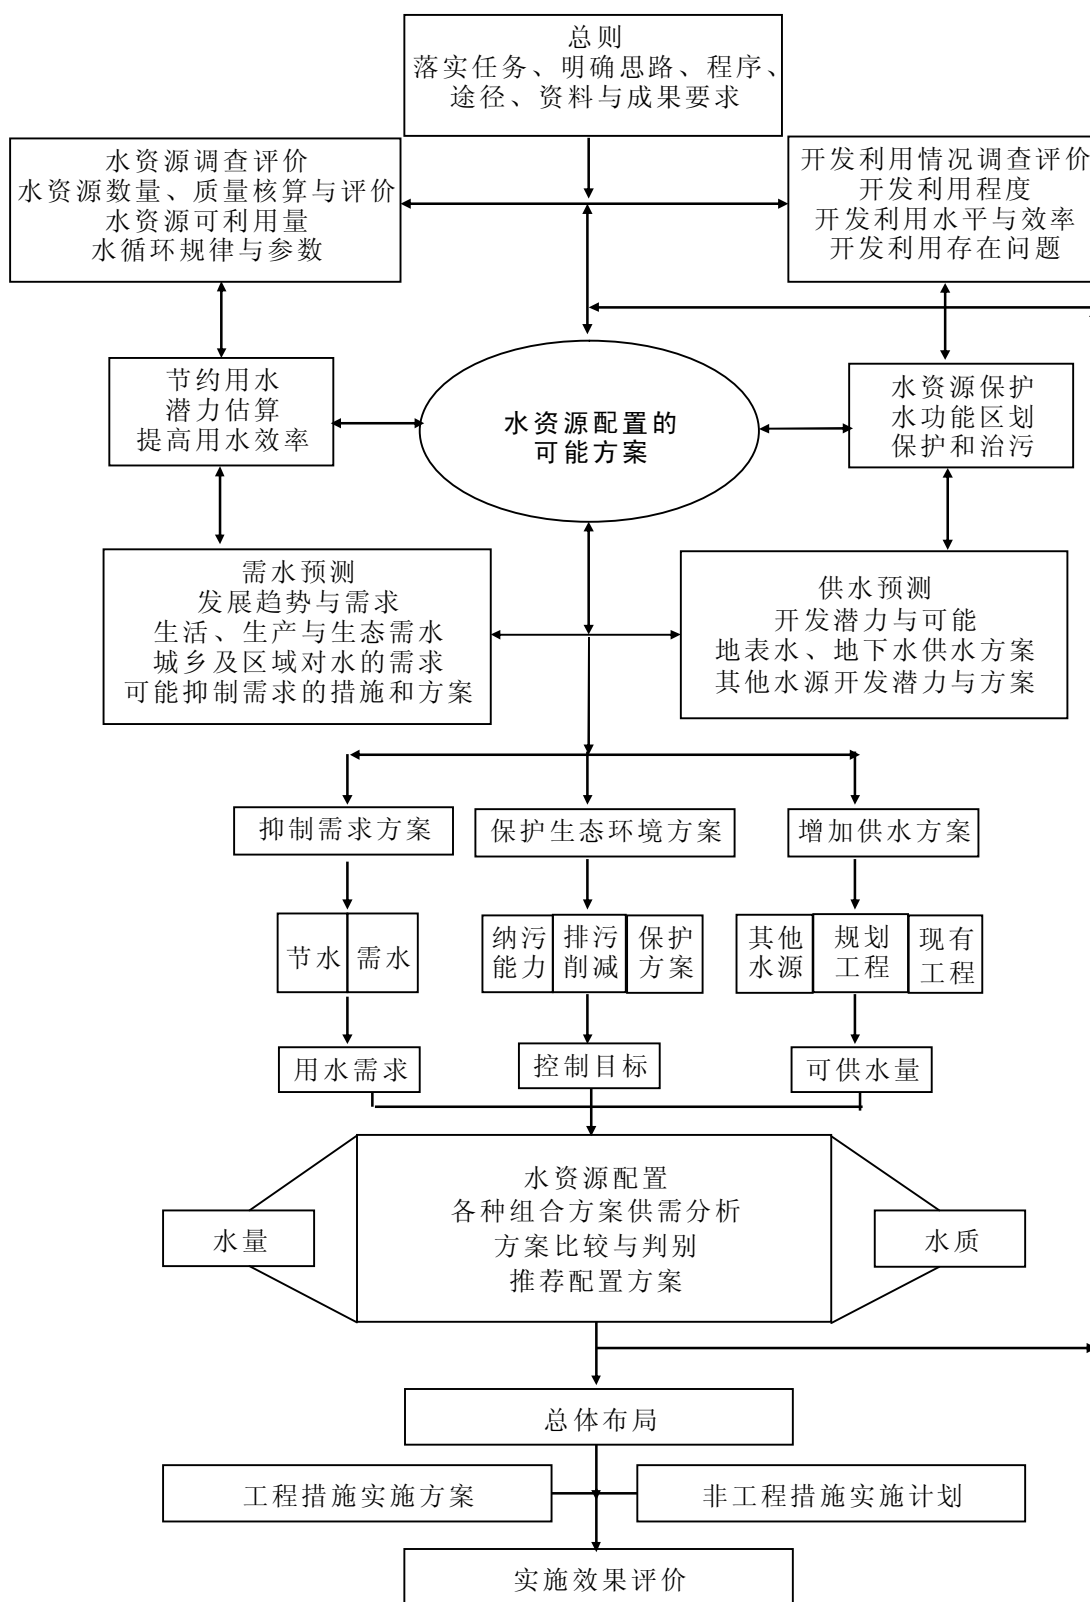 总则
落实任务、明确思路、程序、
途径、资料与成果要求
水资源调查评价
水资源数量、质量核算与评价
水资源可利用量
水循环规律与参数
开发利用情况调查评价
开发利用程度
开发利用水平与效率
开发利用存在问题
节约用水
潜力估算
提高用水效率
水资源配置的
可能方案
水资源保护
水功能区划
保护和治污
需水预测
发展趋势与需求
生活、生产与生态需水
城乡及区域对水的需求
可能抑制需求的措施和方案
供水预测
开发潜力与可能
地表水、地下水供水方案
其他水源开发潜力与方案
抑制需求方案
保护生态环境方案
增加供水方案
节水
需水
纳污
能力
排污
削减
保护
方案
其他
水源
规划
工程
现有
工程
用水需求
控制目标
可供水量
水资源配置
各种组合方案供需分析
方案比较与判别
推荐配置方案
水量
水质
总体布局
工程措施实施方案
非工程措施实施计划
实施效果评价